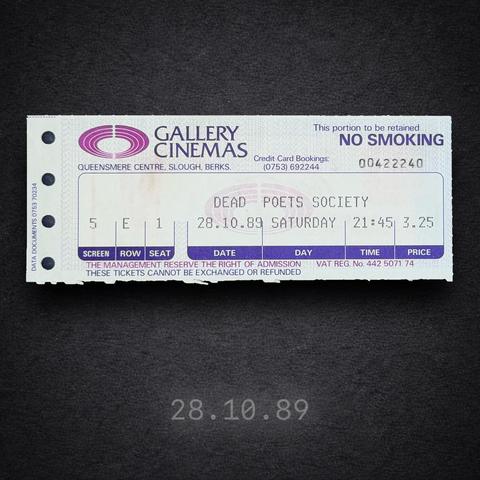 GALLERY
CINEMAS
QUEENSMERE CENTRE, SLOUGH, BERKS.
Credit Card Bookings:
(0753) 692244
This portion to be retained
NO SMOKING
00422240
DATA DOCUMENTS 0753 70234
DEAD POETS SOCIETY
5 E 1 28.10.89 SATURDAY 21:45 3.25
SCREEN ROW SEAT DATE DAY TIME PRICE
THE MANAGEMENT RESERVE THE RIGHT OF ADMISSION VAT REG. No. 442 5071 74
THESE TICKETS CANNOT BE EXCHANGED OR REFUNDED
28.10.89